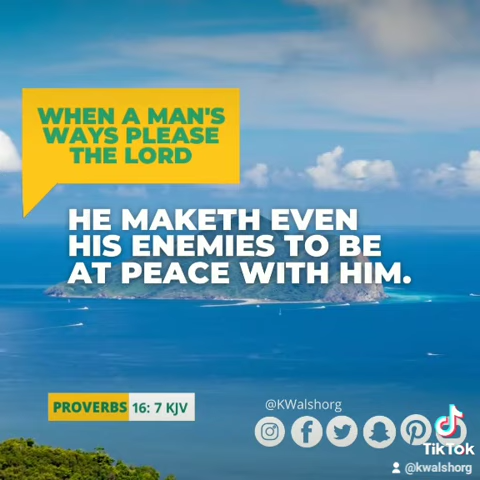 WHEN A MAN'S
WAYS PLEASE
THE LORD
HE MAKETH EVEN
HIS ENEMIES TO BE
AT PEACE WITH HIM.
PROVERBS 16: 7 KJV
@KWalshorg
TikTok
@kwalshorg